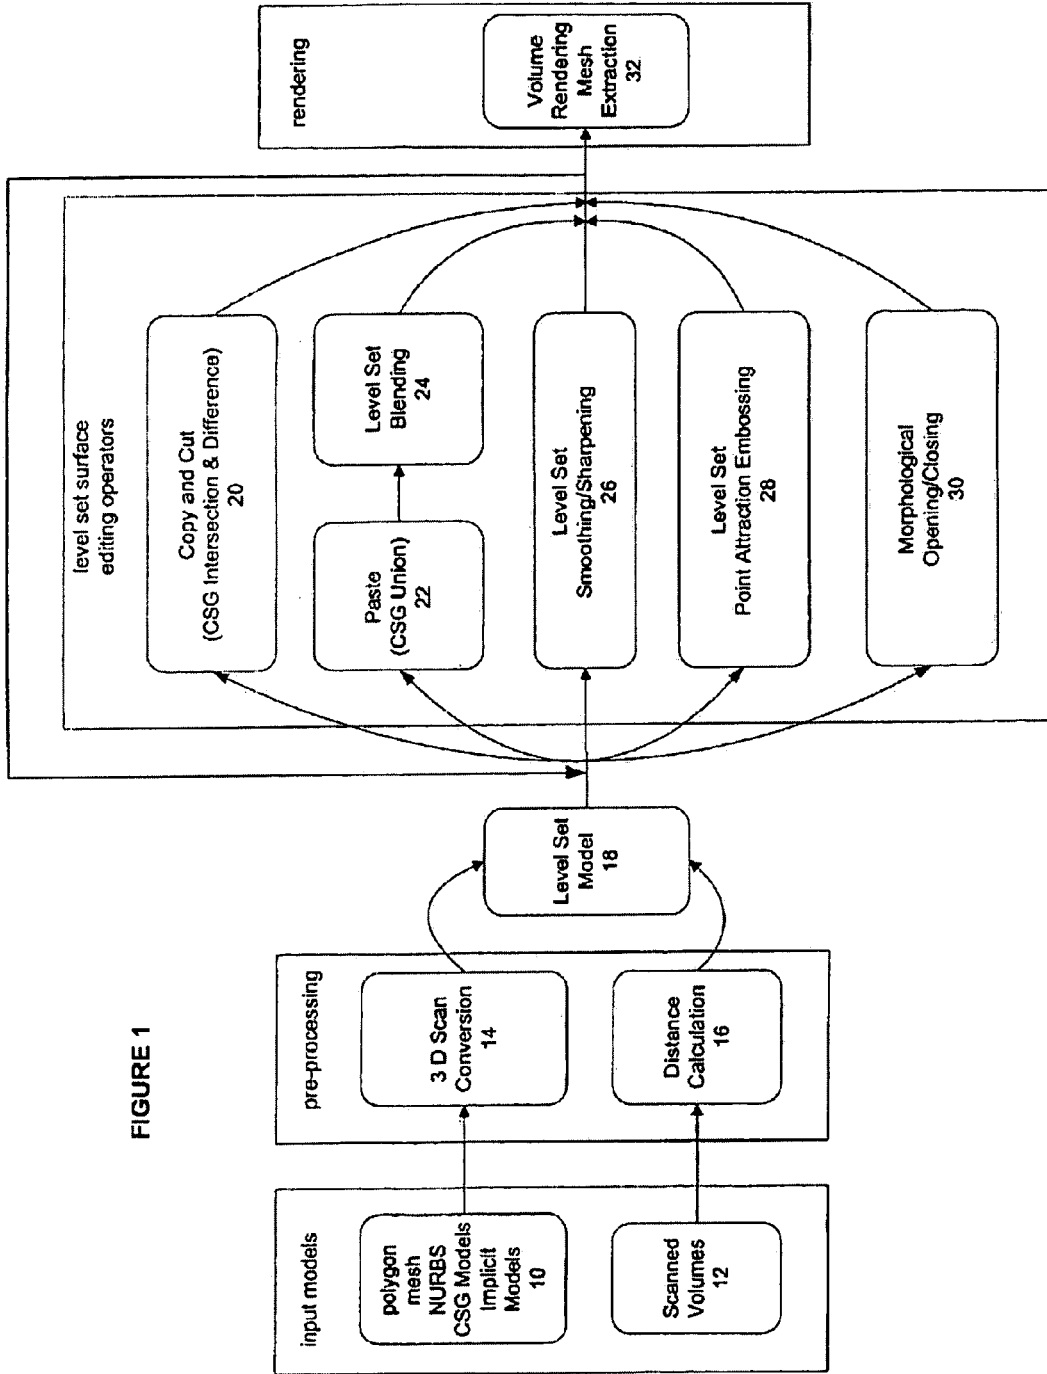 FIGURE 1
input models
polygon
mesh
NURBS
CSG Models
Implicit
Models
10
Scanned
Volumes
12
pre-processing
3 D Scan
Conversion
14
Distance
Calculation
16
Level Set
Model
18
level set surface
editing operators
Copy and Cut
(CSG Intersection & Difference)
20
Paste
(CSG Union)
22
Level Set
Blending
24
Level Set
Smoothing/Sharpening
26
Level Set
Point Attraction Embossing
28
Morphological
Opening/Closing
30
rendering
Volume
Rendering
Mesh
Extraction
32